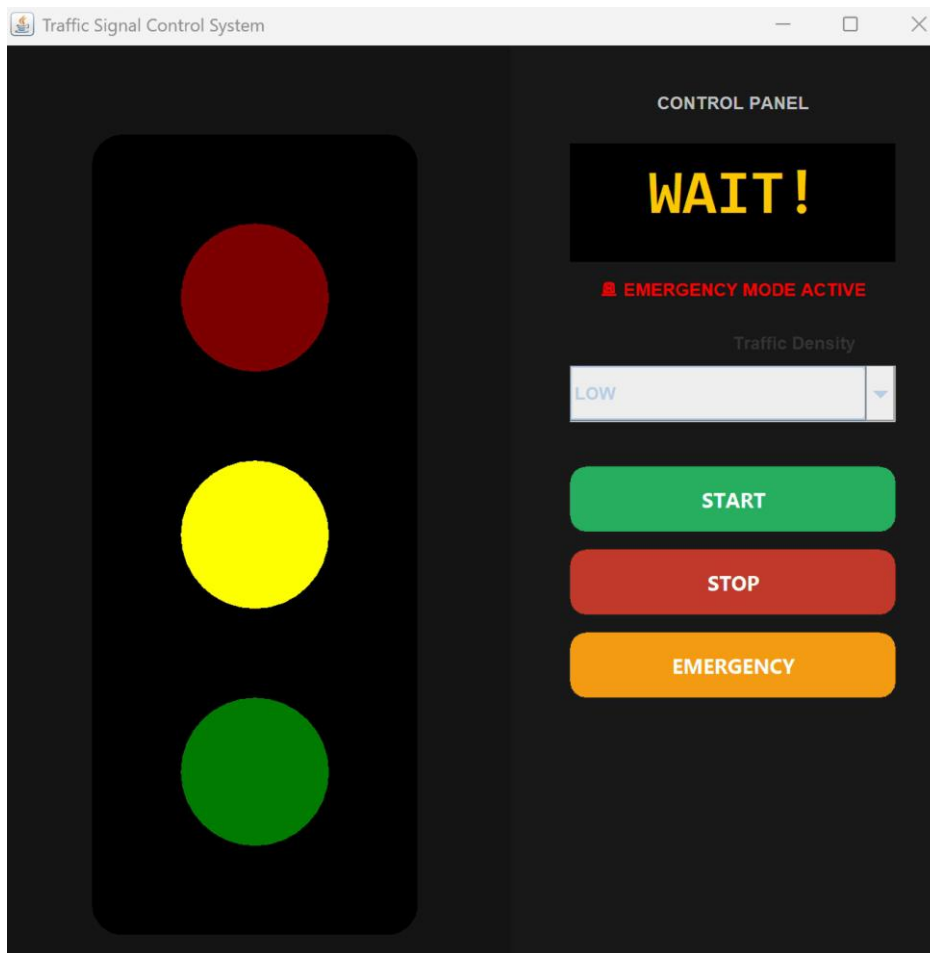 Traffic Signal Control System
CONTROL PANEL
WAIT!
🚨 EMERGENCY MODE ACTIVE
Traffic Density
LOW
START
STOP
EMERGENCY